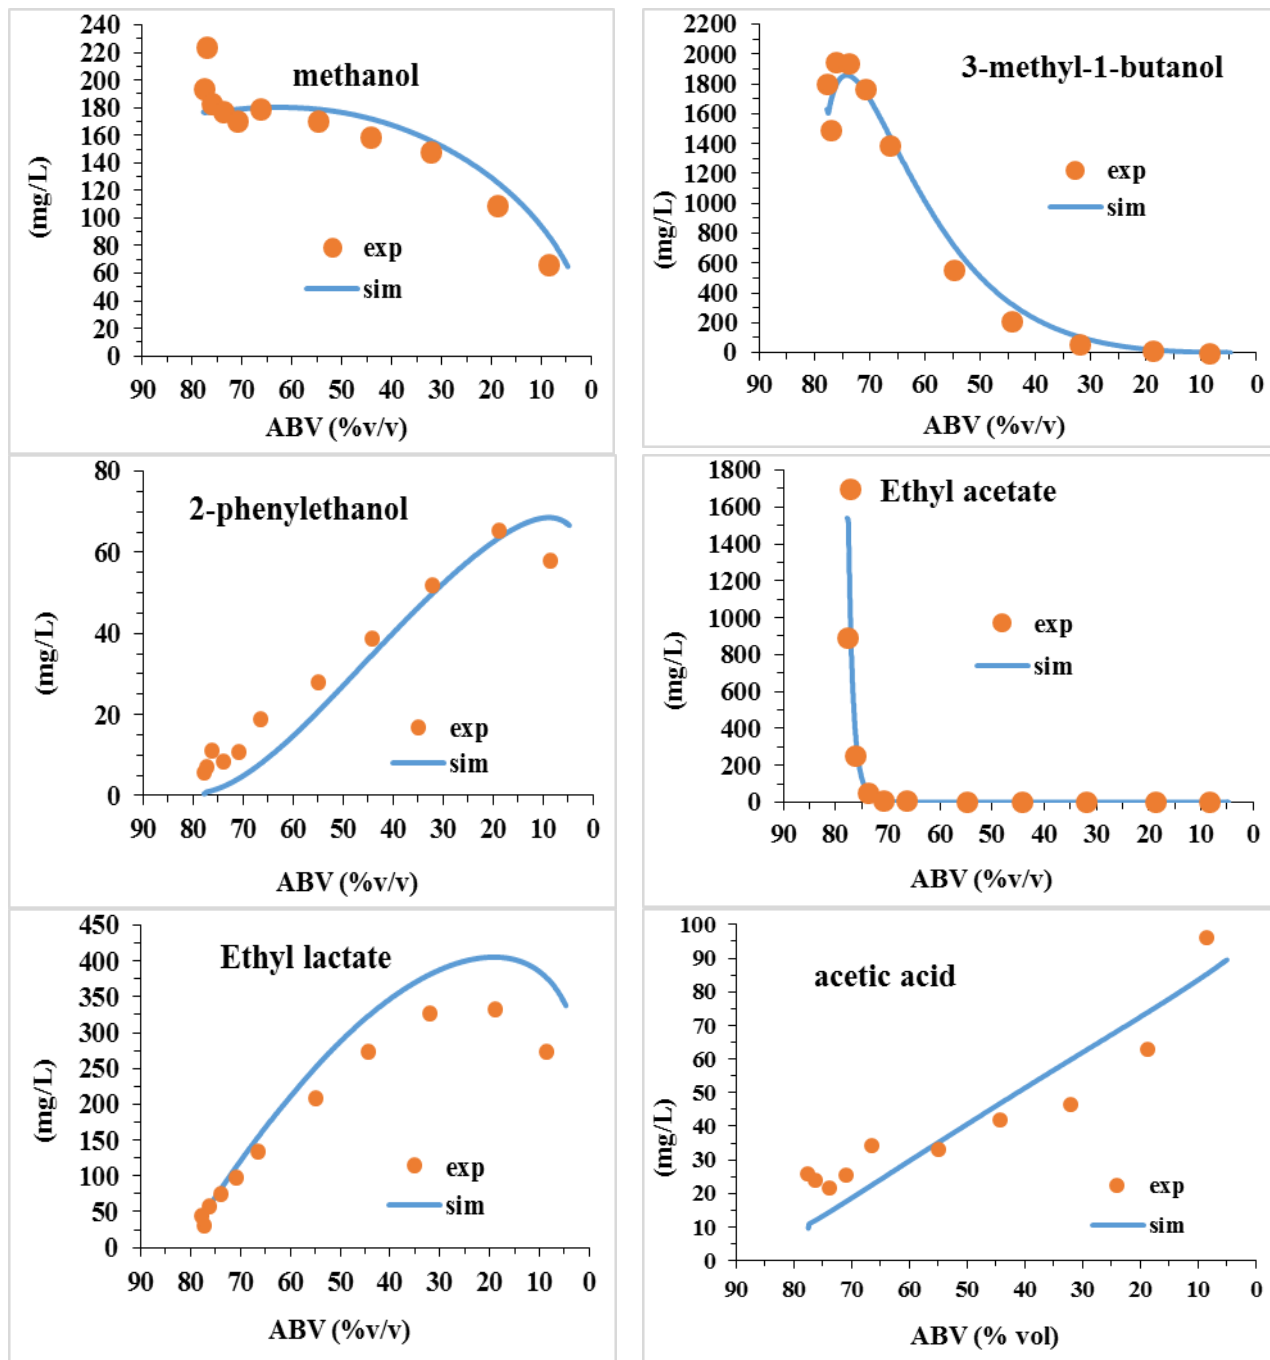 methanol
(mg/L)
240
220
200
180
160
140
120
100
80
60
40
20
0
exp
sim
90 80 70 60 50 40 30 20 10 0
ABV (%v/v)
3-methyl-1-butanol
(mg/L)
2200
2000
1800
1600
1400
1200
1000
800
600
400
200
0
exp
sim
90 80 70 60 50 40 30 20 10 0
ABV (%v/v)
2-phenylethanol
(mg/L)
80
60
40
20
0
exp
sim
90 80 70 60 50 40 30 20 10 0
ABV (%v/v)
Ethyl acetate
(mg/L)
1800
1600
1400
1200
1000
800
600
400
200
0
exp
sim
90 80 70 60 50 40 30 20 10 0
ABV (%v/v)
Ethyl lactate
(mg/L)
450
400
350
300
250
200
150
100
50
0
exp
sim
90 80 70 60 50 40 30 20 10 0
ABV (%v/v)
acetic acid
(mg/L)
100
90
80
70
60
50
40
30
20
10
0
exp
sim
90 80 70 60 50 40 30 20 10 0
ABV (% vol)